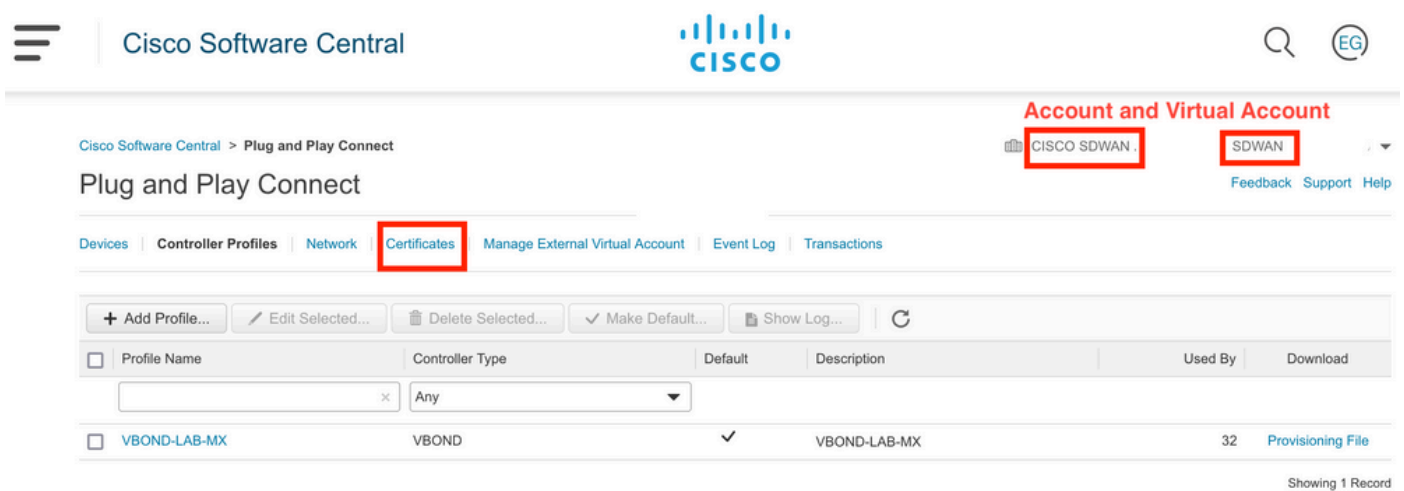 Cisco Software Central
CISCO
EG
Account and Virtual Account
Cisco Software Central > Plug and Play Connect
CISCO SDWAN .
SDWAN
Plug and Play Connect
Feedback Support Help
Devices Controller Profiles Network Certificates Manage External Virtual Account Event Log Transactions
+ Add Profile... Edit Selected... Delete Selected... Make Default... Show Log...
Profile Name Controller Type Default Description Used By Download
× Any
VBOND-LAB-MX VBOND ✓ VBOND-LAB-MX 32 Provisioning File
Showing 1 Record